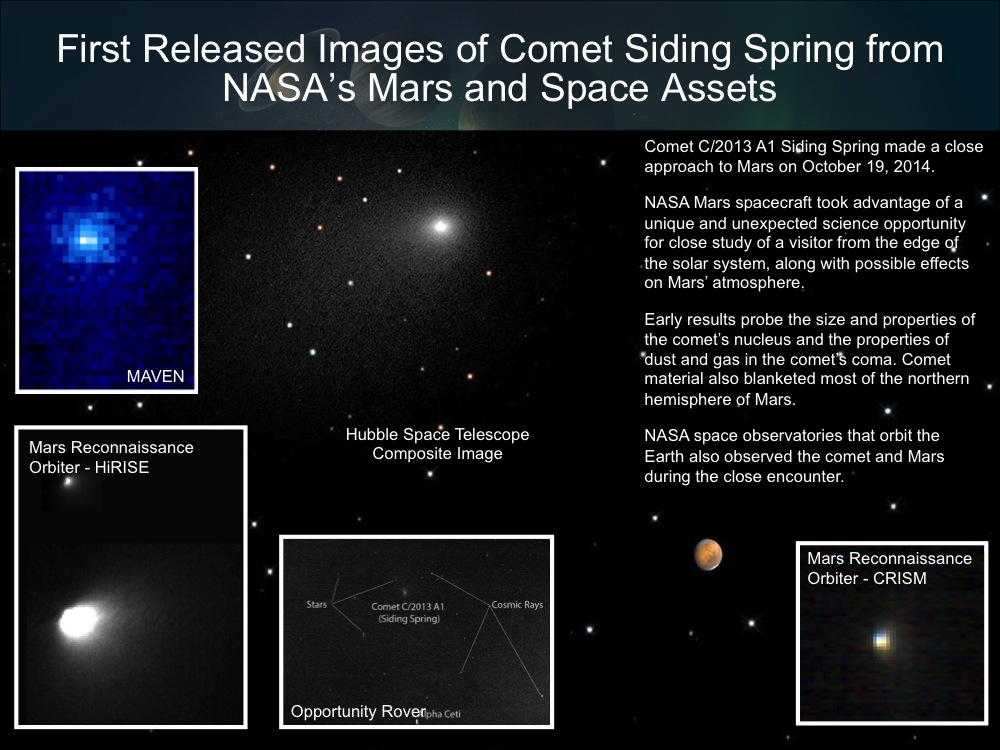 First Released Images of Comet Siding Spring from
NASA’s Mars and Space Assets
Comet C/2013 A1 Siding Spring made a close
approach to Mars on October 19, 2014.
NASA Mars spacecraft took advantage of a
unique and unexpected science opportunity
for close study of a visitor from the edge of
the solar system, along with possible effects
on Mars’ atmosphere.
Early results probe the size and properties of
the comet’s nucleus and the properties of
dust and gas in the comet’s coma. Comet
material also blanketed most of the northern
hemisphere of Mars.
NASA space observatories that orbit the
Earth also observed the comet and Mars
during the close encounter.
MAVEN
Hubble Space Telescope
Composite Image
Mars Reconnaissance
Orbiter - HiRISE
Stars
Comet C/2013 A1
(Siding Spring)
Cosmic Rays
Opportunity Rover
Ceti
Mars Reconnaissance
Orbiter - CRISM